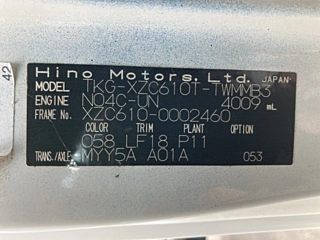 42
Hino Motors, Ltd. JAPAN
MODEL TKG-XZC610T-TWMMB3
ENGINE N04C-UN 4009 mL
FRAME No. XZC610-0002460
COLOR TRIM PLANT OPTION
058 LF18 P11
TRANS./AXLE MYY5A A01A 053